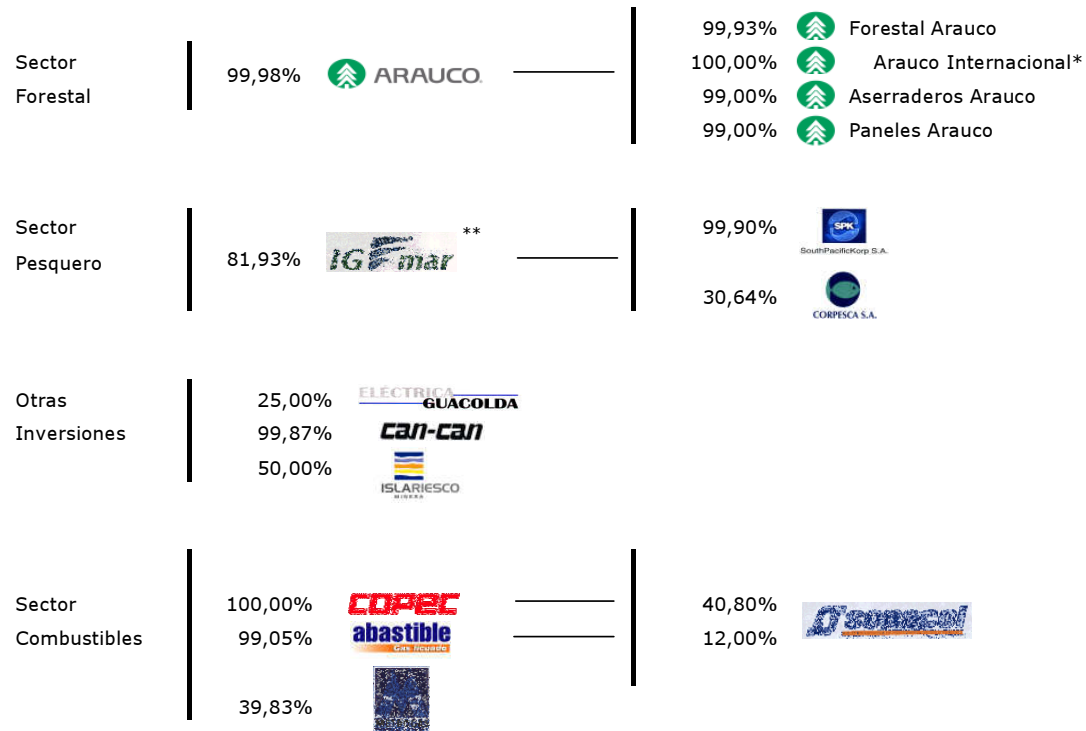 Sector
Forestal
99,98% ARAUCO.
99,93% Forestal Arauco
100,00% Arauco Internacional*
99,00% Aserraderos Arauco
99,00% Paneles Arauco
Sector
Pesquero
81,93% IGEmar **
99,90% SPK
SouthPacificKorp S.A.
30,64%
CORPESCA S.A.
Otras
Inversiones
25,00% ELÉCTRICA
GUACOLDA
99,87% can-can
50,00%
ISLARIESCO
MINERA
Sector
Combustibles
100,00% COPEC
99,05% abastible
Gas licuado
39,83%
40,80%
12,00%